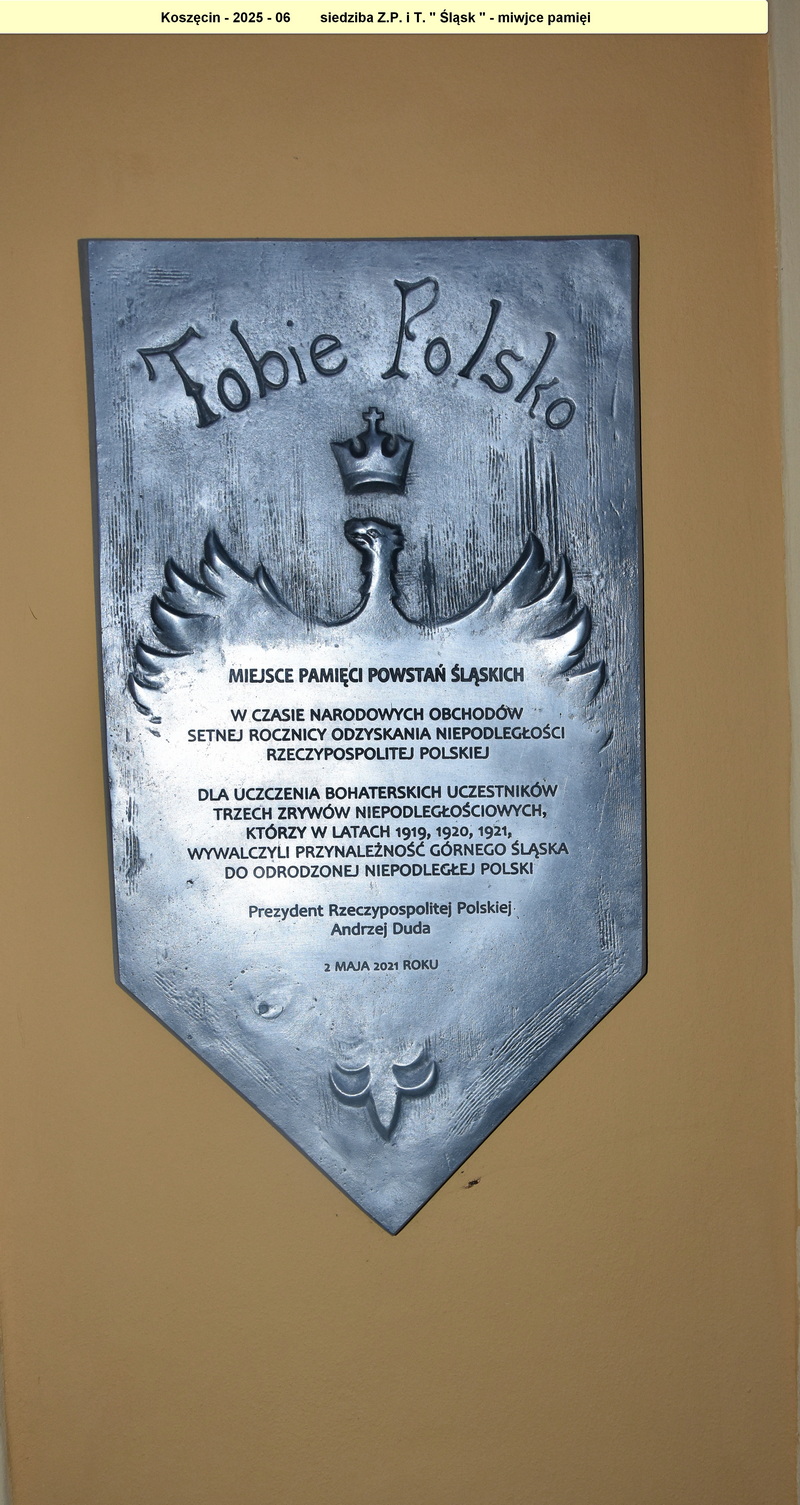 Koszęcin - 2025 - 06 siedziba Z.P. i T. " Śląsk " - miwjce pamięi
Tobie Polsko
MIEJSCE PAMIĘCI POWSTAŃ ŚLĄSKICH
W CZASIE NARODOWYCH OBCHODÓW
SETNEJ ROCZNICY ODZYSKANIA NIEPODLEGŁOŚCI
RZECZYPOSPOLITEJ POLSKIEJ
DLA UCZCZENIA BOHATERSKICH UCZESTNIKÓW
TRZECH ZRYWÓW NIEPODLEGŁOŚCIOWYCH,
KTÓRZY W LATACH 1919, 1920, 1921,
WYWALCZYLI PRZYNALEŻNOŚĆ GÓRNEGO ŚLĄSKA
DO ODRODZONEJ NIEPODLEGŁEJ POLSKI
Prezydent Rzeczypospolitej Polskiej
Andrzej Duda
2 MAJA 2021 ROKU